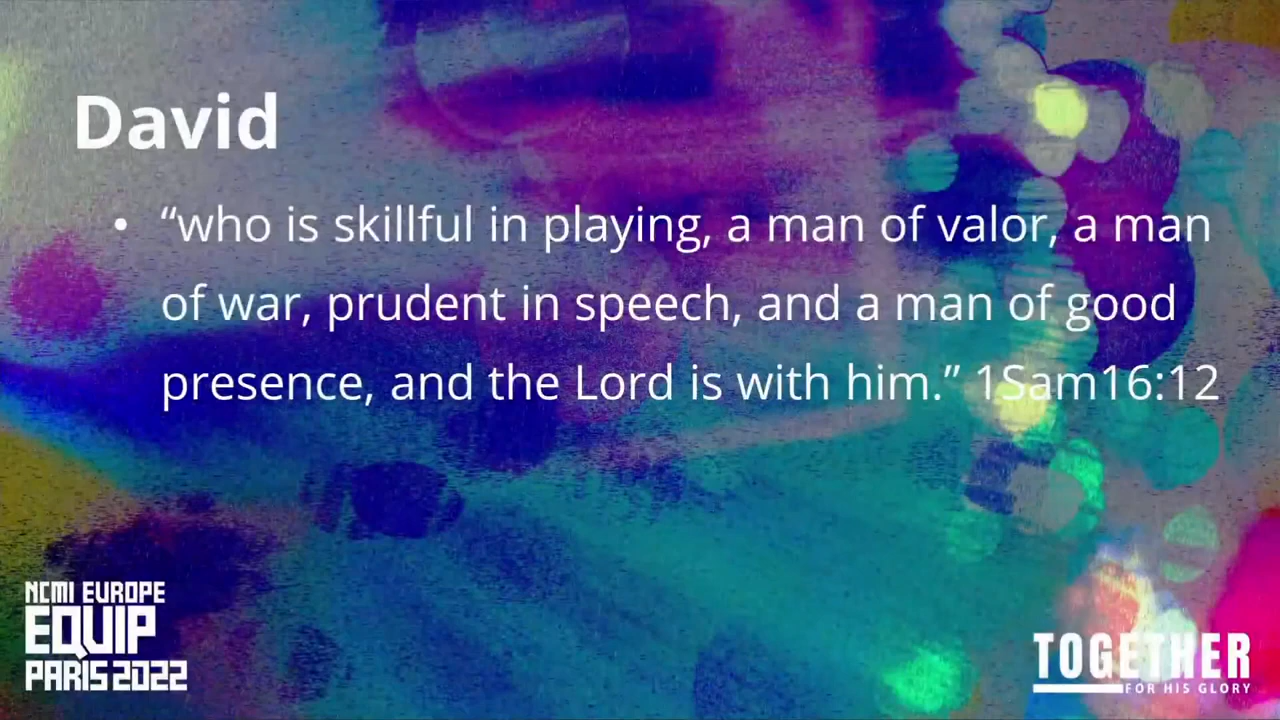 David
• “who is skillful in playing, a man of valor, a man
of war, prudent in speech, and a man of good
presence, and the Lord is with him.” 1Sam16:12
NCMI EUROPE
EQUIP
PARIS 2022
TOGETHER
FOR HIS GLORY